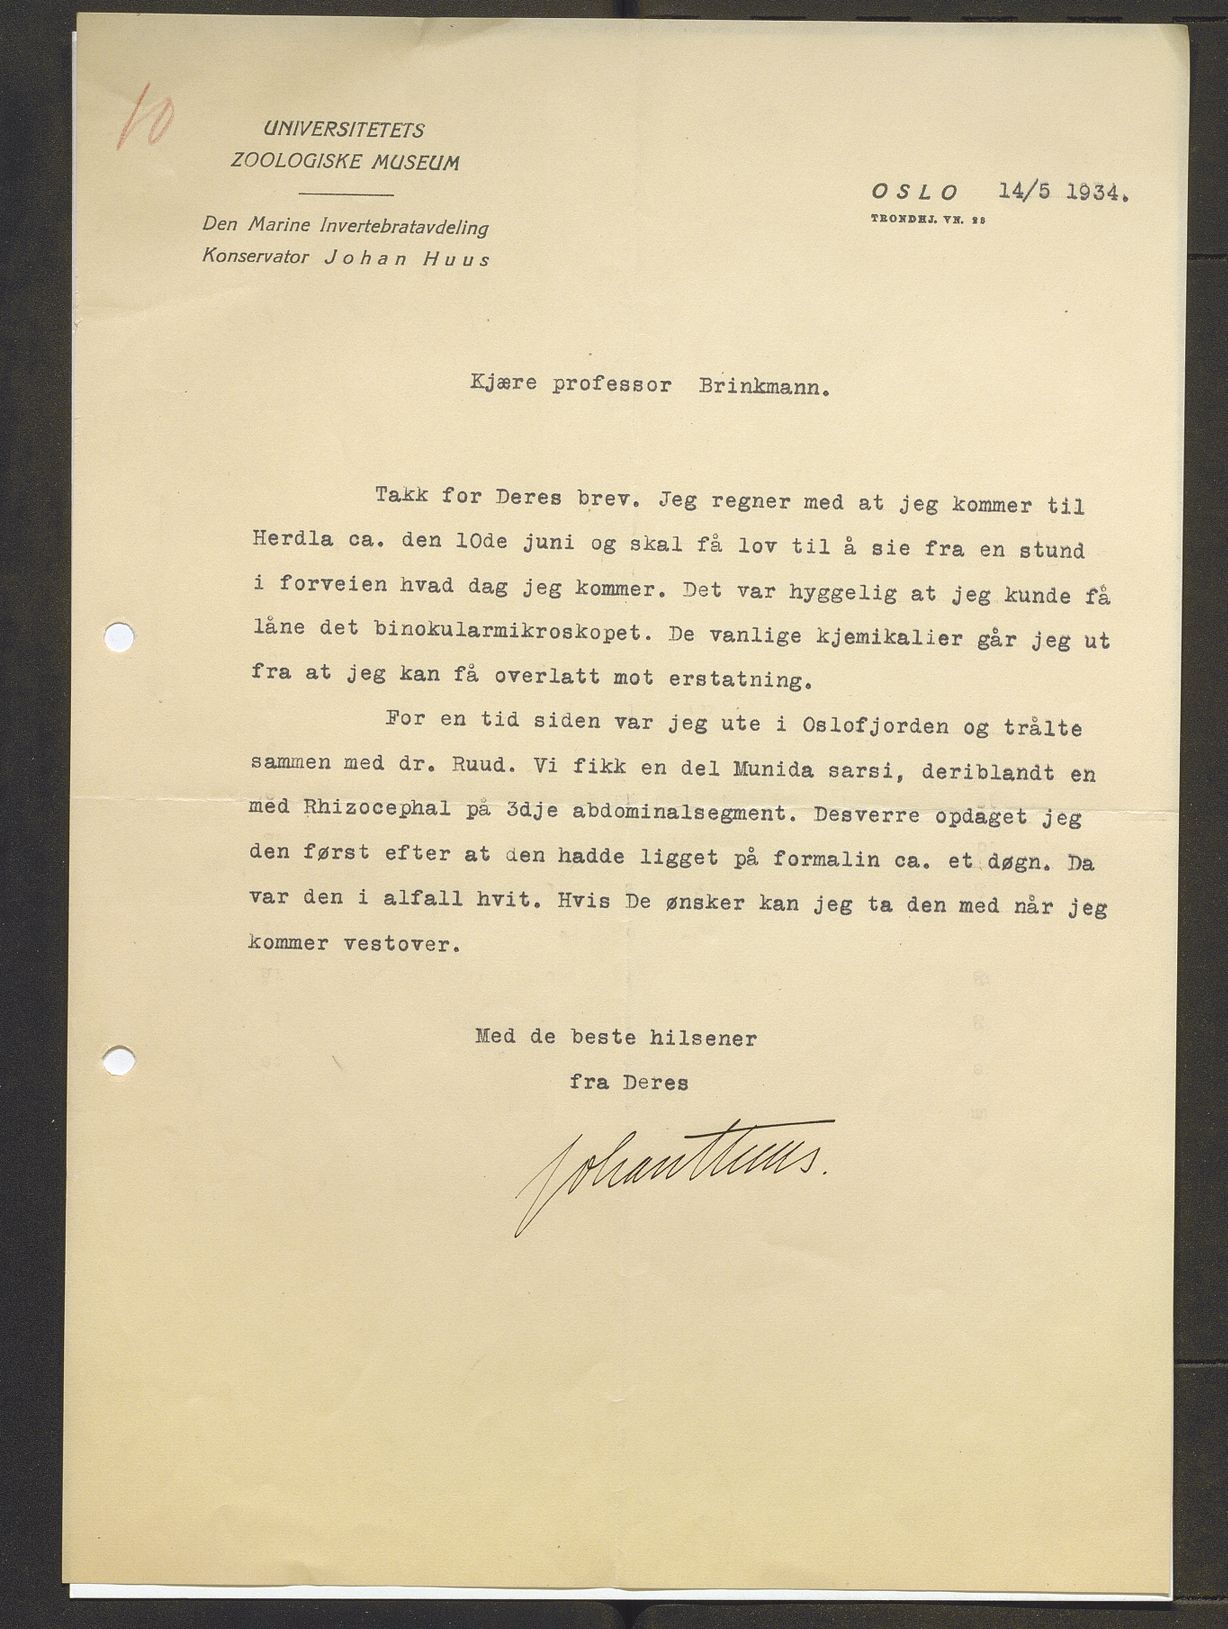 10
UNIVERSITETETS
ZOOLOGISKE MUSEUM
Den Marine Invertebratavdeling
Konservator Johan Huus
OSLO 14/5 1934.
TRONDHJ. VN. 23
Kjære professor Brinkmann.
Takk for Deres brev. Jeg regner med at jeg kommer til
Herdla ca. den 10de juni og skal få lov til å sie fra en stund
i forveien hvad dag jeg kommer. Det var hyggelig at jeg kunde få
låne det binokularmikroskopet. De vanlige kjemikalier går jeg ut
fra at jeg kan få overlatt mot erstatning.
For en tid siden var jeg ute i Oslofjorden og trålte
sammen med dr. Ruud. Vi fikk en del Munida sarsi, deriblandt en
med Rhizocephal på 3dje abdominalsegment. Desverre opdaget jeg
den først efter at den hadde ligget på formalin ca. et døgn. Da
var den i alfall hvit. Hvis De ønsker kan jeg ta den med når jeg
kommer vestover.
Med de beste hilsener
fra Deres
Johan Huus.